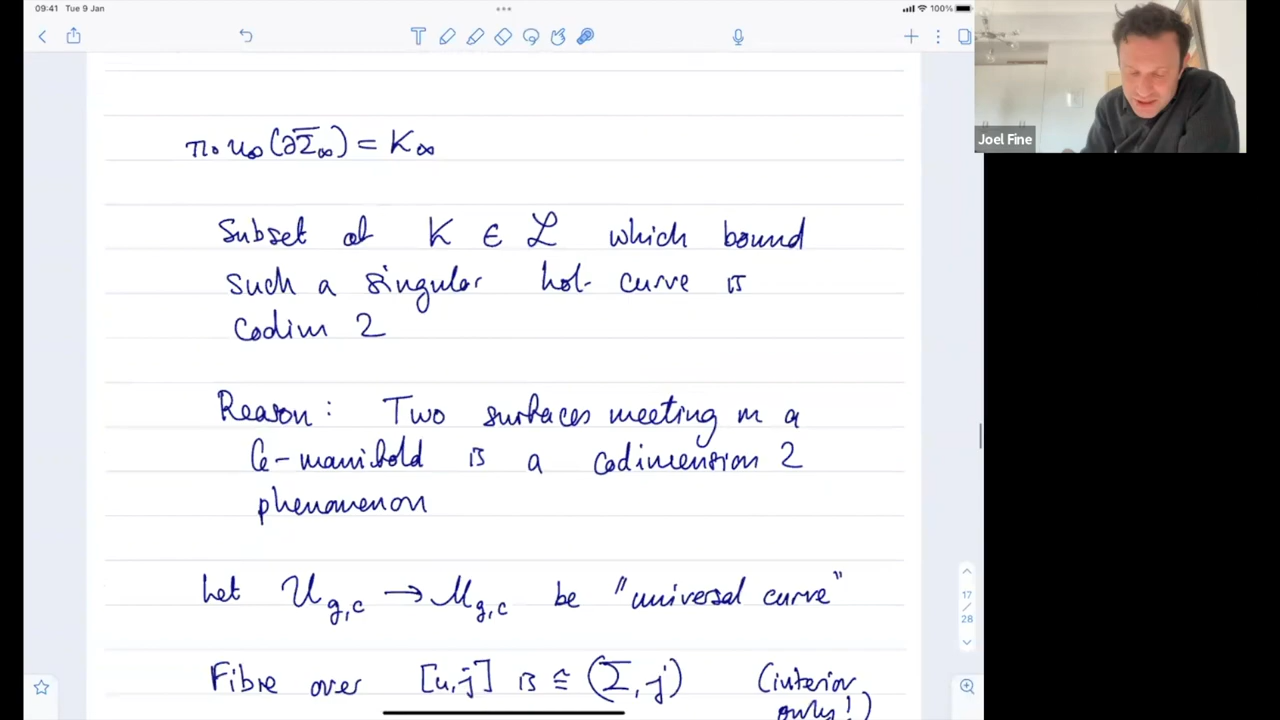 09:41 Tue 9 Jan
100%
Joel Fine
π∘u∞(∂Σ̄∞) = K∞
Subset of K ∈ ℒ which bound
such a singular hol. curve is
Codim 2
Reason : Two surfaces meeting in a
6-manifold is a codimension 2
phenomenon
Let 𝒰g,c → ℳg,c be "universal curve"
Fibre over [u,j] is ≅ (Σ̄,j) (interior
only!)
17
/
28